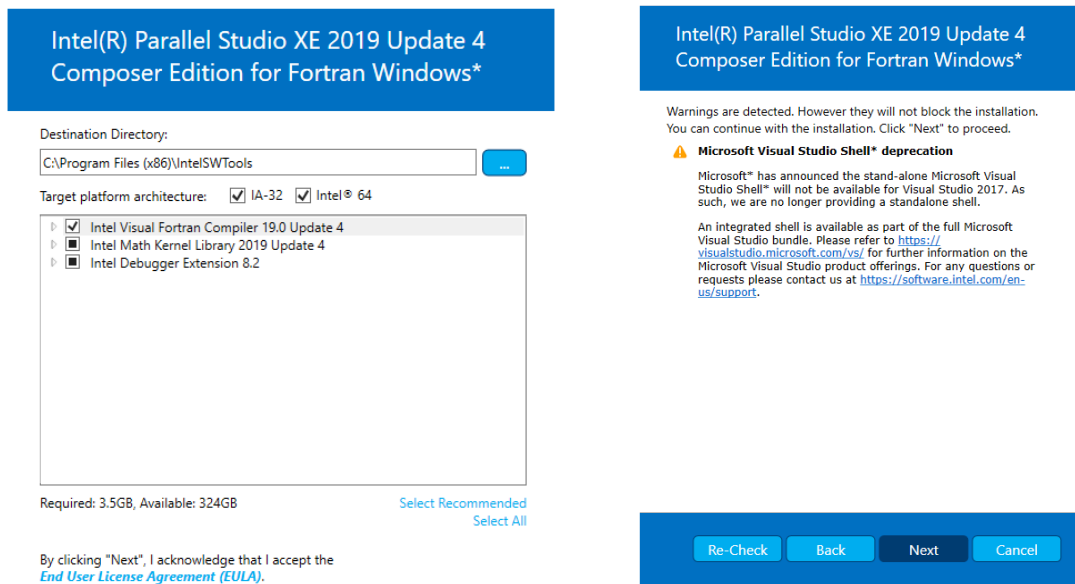 Intel(R) Parallel Studio XE 2019 Update 4
Composer Edition for Fortran Windows*
Destination Directory:
C:\Program Files (x86)\IntelSWTools
...
Target platform architecture:
IA-32
Intel® 64
Intel Visual Fortran Compiler 19.0 Update 4
Intel Math Kernel Library 2019 Update 4
Intel Debugger Extension 8.2
Required: 3.5GB, Available: 324GB
Select Recommended
Select All
By clicking "Next", I acknowledge that I accept the
End User License Agreement (EULA).
Intel(R) Parallel Studio XE 2019 Update 4
Composer Edition for Fortran Windows*
Warnings are detected. However they will not block the installation.
You can continue with the installation. Click "Next" to proceed.
Microsoft Visual Studio Shell* deprecation
Microsoft* has announced the stand-alone Microsoft Visual
Studio Shell* will not be available for Visual Studio 2017. As
such, we are no longer providing a standalone shell.
An integrated shell is available as part of the full Microsoft
Visual Studio bundle. Please refer to https://
visualstudio.microsoft.com/vs/ for further information on the
Microsoft Visual Studio product offerings. For any questions or
requests please contact us at https://software.intel.com/en-
us/support.
Re-Check
Back
Next
Cancel